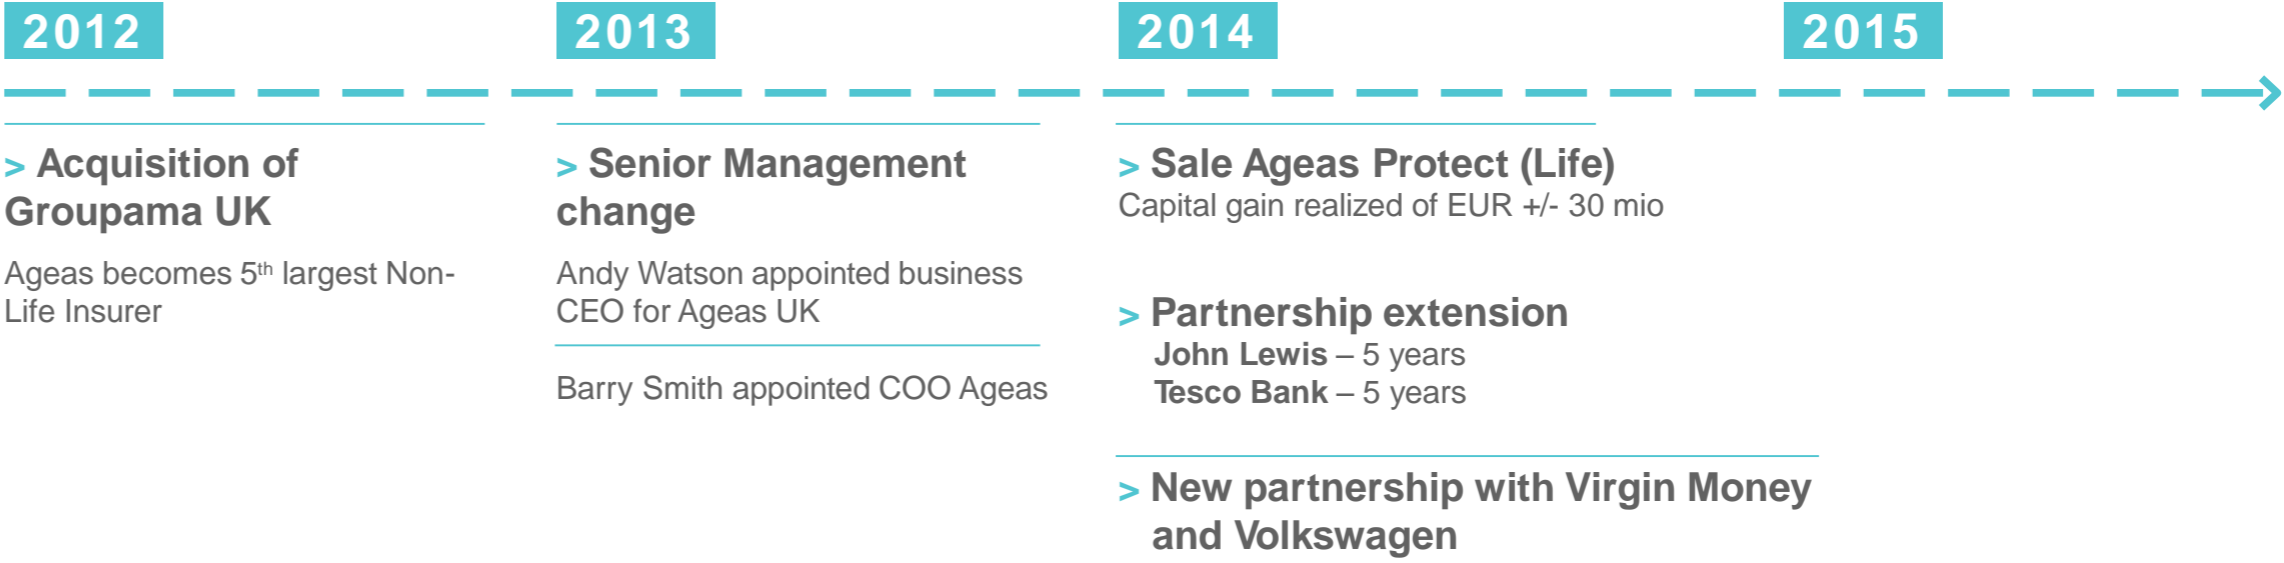 2012
2013
2014
2015
> Acquisition of
Groupama UK
Ageas becomes 5th largest Non-
Life Insurer
> Senior Management
change
Andy Watson appointed business
CEO for Ageas UK
Barry Smith appointed COO Ageas
> Sale Ageas Protect (Life)
Capital gain realized of EUR +/- 30 mio
> Partnership extension
John Lewis – 5 years
Tesco Bank – 5 years
> New partnership with Virgin Money
and Volkswagen